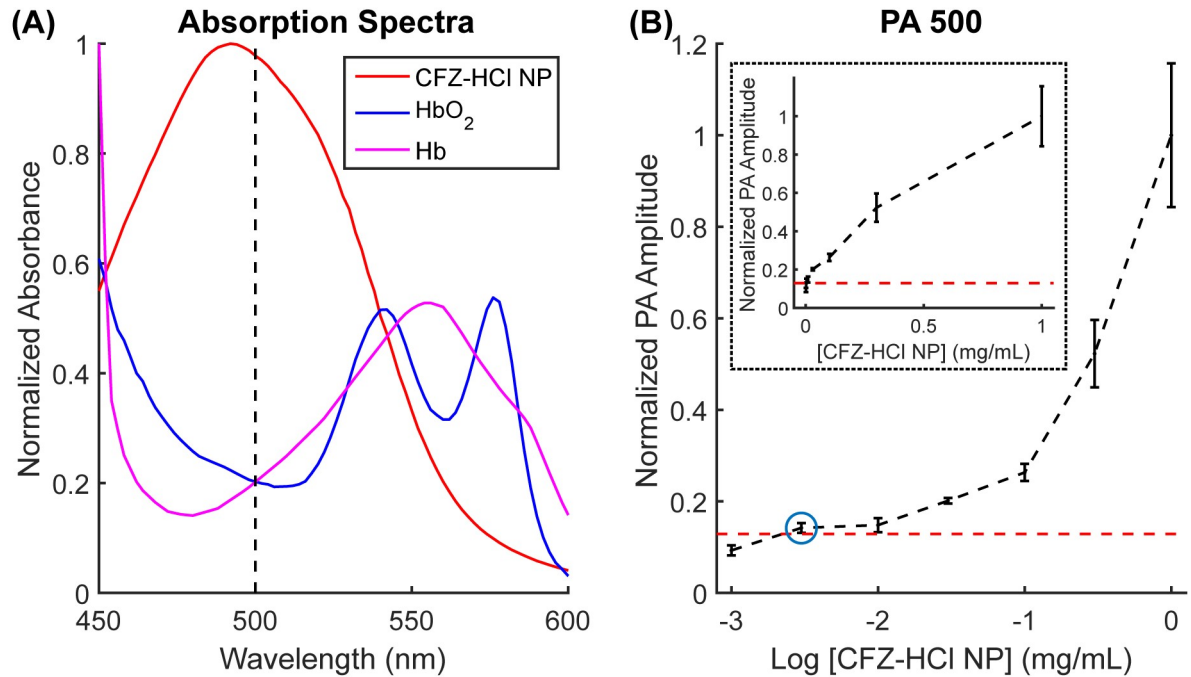 (A)
Absorption Spectra
Normalized Absorbance
1
0.8
0.6
0.4
0.2
0
450
500
550
600
Wavelength (nm)
CFZ-HCl NP
HbO2
Hb
(B)
PA 500
Normalized PA Amplitude
1.2
1
0.8
0.6
0.4
0.2
0
-3
-2
-1
0
Log [CFZ-HCl NP] (mg/mL)
Normalized PA Amplitude
1
0.8
0.6
0.4
0.2
0
0
0.5
1
[CFZ-HCl NP] (mg/mL)